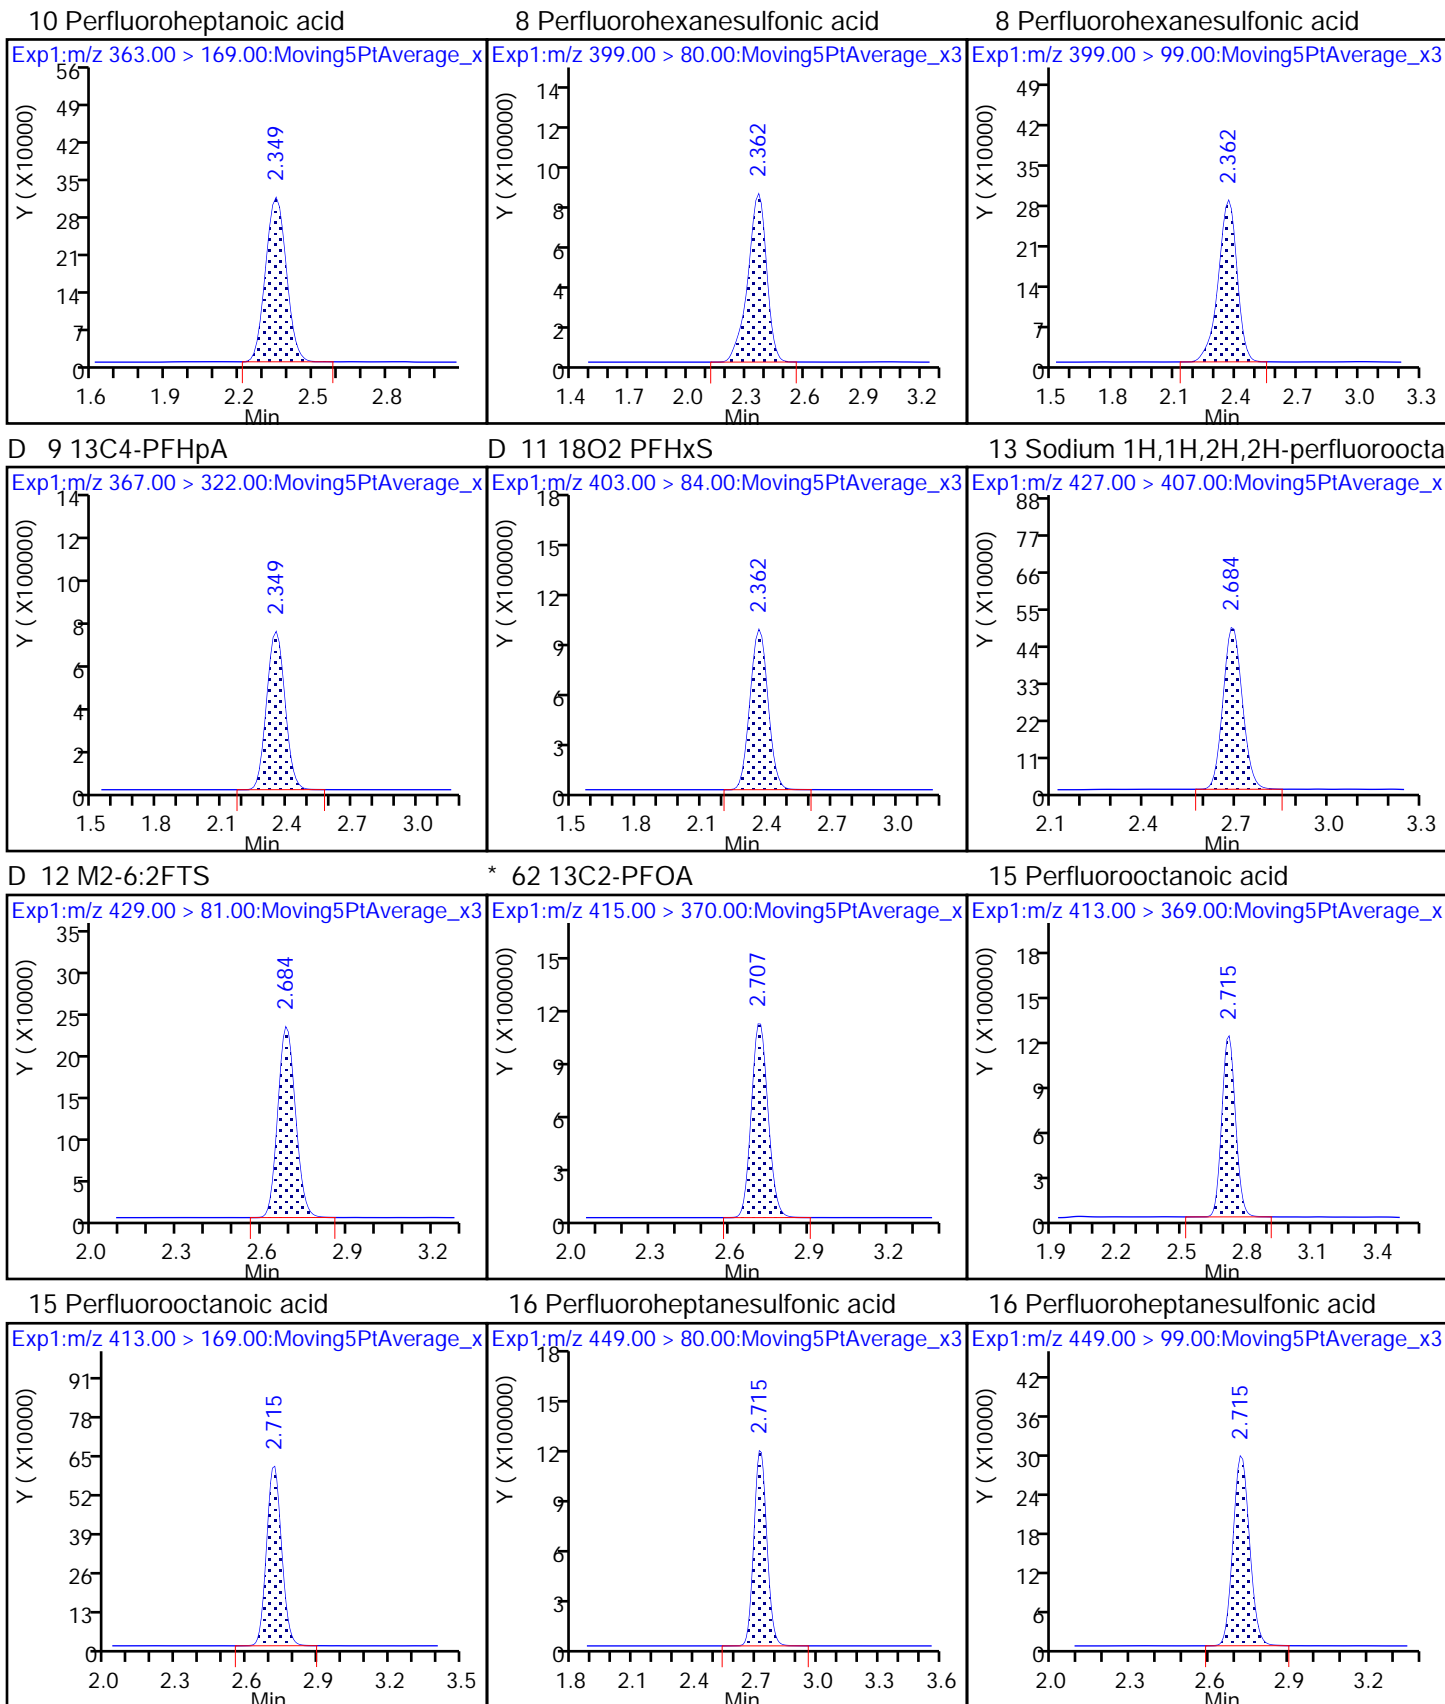 10 Perfluoroheptanoic acid
Exp1:m/z 363.00 > 169.00:Moving5PtAverage_x
Y ( X10000)
56
49
42
35
28
21
14
7
0
2.349
1.6 1.9 2.2 2.5 2.8
Min
8 Perfluorohexanesulfonic acid
Exp1:m/z 399.00 > 80.00:Moving5PtAverage_x3
Y ( X100000)
14
12
10
8
6
4
2
0
2.362
1.4 1.7 2.0 2.3 2.6 2.9 3.2
Min
8 Perfluorohexanesulfonic acid
Exp1:m/z 399.00 > 99.00:Moving5PtAverage_x3
Y ( X10000)
49
42
35
28
21
14
7
0
2.362
1.5 1.8 2.1 2.4 2.7 3.0 3.3
Min
D 9 13C4-PFHpA
Exp1:m/z 367.00 > 322.00:Moving5PtAverage_x
Y ( X100000)
14
12
10
8
6
4
2
0
2.349
1.5 1.8 2.1 2.4 2.7 3.0
Min
D 11 18O2 PFHxS
Exp1:m/z 403.00 > 84.00:Moving5PtAverage_x3
Y ( X100000)
18
15
12
9
6
3
0
2.362
1.5 1.8 2.1 2.4 2.7 3.0
Min
13 Sodium 1H,1H,2H,2H-perfluoroocta
Exp1:m/z 427.00 > 407.00:Moving5PtAverage_x
Y ( X10000)
88
77
66
55
44
33
22
11
0
2.684
2.1 2.4 2.7 3.0 3.3
Min
D 12 M2-6:2FTS
Exp1:m/z 429.00 > 81.00:Moving5PtAverage_x3
Y ( X10000)
35
30
25
20
15
10
5
0
2.684
2.0 2.3 2.6 2.9 3.2
Min
* 62 13C2-PFOA
Exp1:m/z 415.00 > 370.00:Moving5PtAverage_x
Y ( X100000)
15
12
9
6
3
0
2.707
2.0 2.3 2.6 2.9 3.2
Min
15 Perfluorooctanoic acid
Exp1:m/z 413.00 > 369.00:Moving5PtAverage_x
Y ( X100000)
18
15
12
9
6
3
0
2.715
1.9 2.2 2.5 2.8 3.1 3.4
Min
15 Perfluorooctanoic acid
Exp1:m/z 413.00 > 169.00:Moving5PtAverage_x
Y ( X10000)
91
78
65
52
39
26
13
0
2.715
2.0 2.3 2.6 2.9 3.2 3.5
Min
16 Perfluoroheptanesulfonic acid
Exp1:m/z 449.00 > 80.00:Moving5PtAverage_x3
Y ( X100000)
18
15
12
9
6
3
0
2.715
1.8 2.1 2.4 2.7 3.0 3.3 3.6
Min
16 Perfluoroheptanesulfonic acid
Exp1:m/z 449.00 > 99.00:Moving5PtAverage_x3
Y ( X10000)
42
36
30
24
18
12
6
0
2.715
2.0 2.3 2.6 2.9 3.2
Min